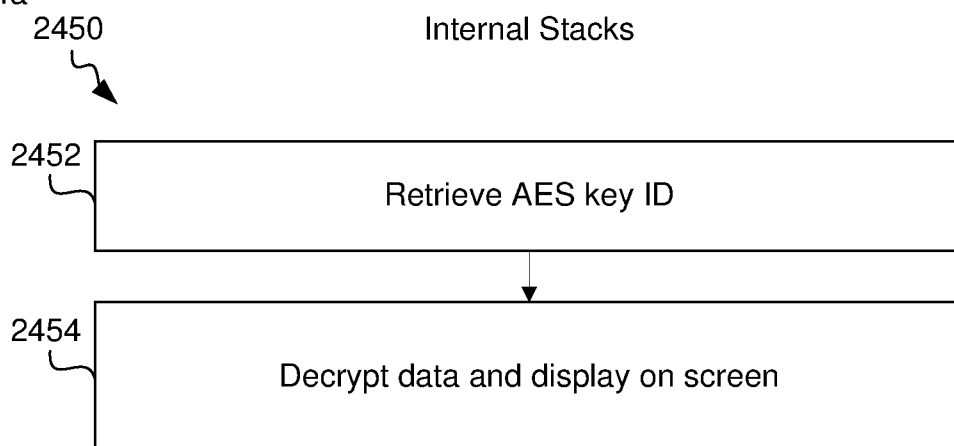 2450
Internal Stacks
2452
Retrieve AES key ID
2454
Decrypt data and display on screen